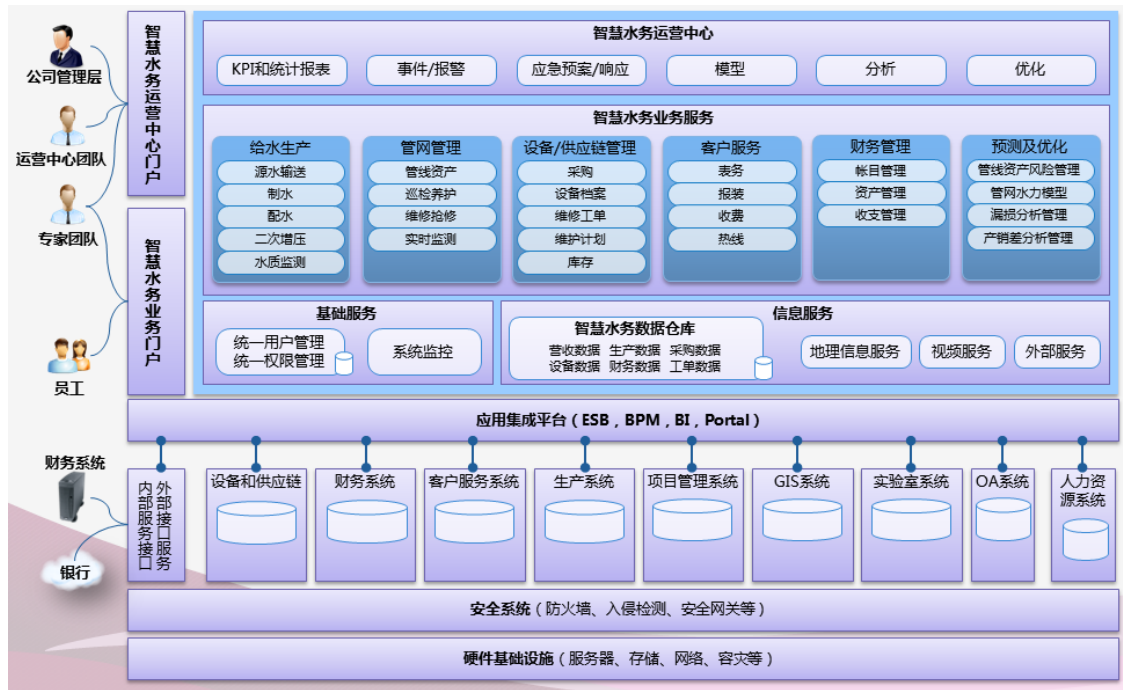 公司管理层
运营中心团队
专家团队
员工
智慧水务运营中心门户
智慧水务业务门户
智慧水务运营中心
KPI和统计报表
事件/报警
应急预案/响应
模型
分析
优化
智慧水务业务服务
给水生产
源水输送
制水
配水
二次增压
水质监测
管网管理
管线资产
巡检养护
维修抢修
实时监测
设备/供应链管理
采购
设备档案
维修工单
维护计划
库存
客户服务
表务
报装
收费
热线
财务管理
帐目管理
资产管理
收支管理
预测及优化
管线资产风险管理
管网水力模型
漏损分析管理
产销差分析管理
基础服务
统一用户管理
统一权限管理
系统监控
信息服务
智慧水务数据仓库
营收数据 生产数据 采购数据
设备数据 财务数据 工单数据
地理信息服务
视频服务
外部服务
应用集成平台（ESB，BPM，BI，Portal）
财务系统
银行
外部接口服务
内部服务接口
设备和供应链
财务系统
客户服务系统
生产系统
项目管理系统
GIS系统
实验室系统
OA系统
人力资
源系统
安全系统（防火墙、入侵检测、安全网关等）
硬件基础设施（服务器、存储、网络、容灾等）